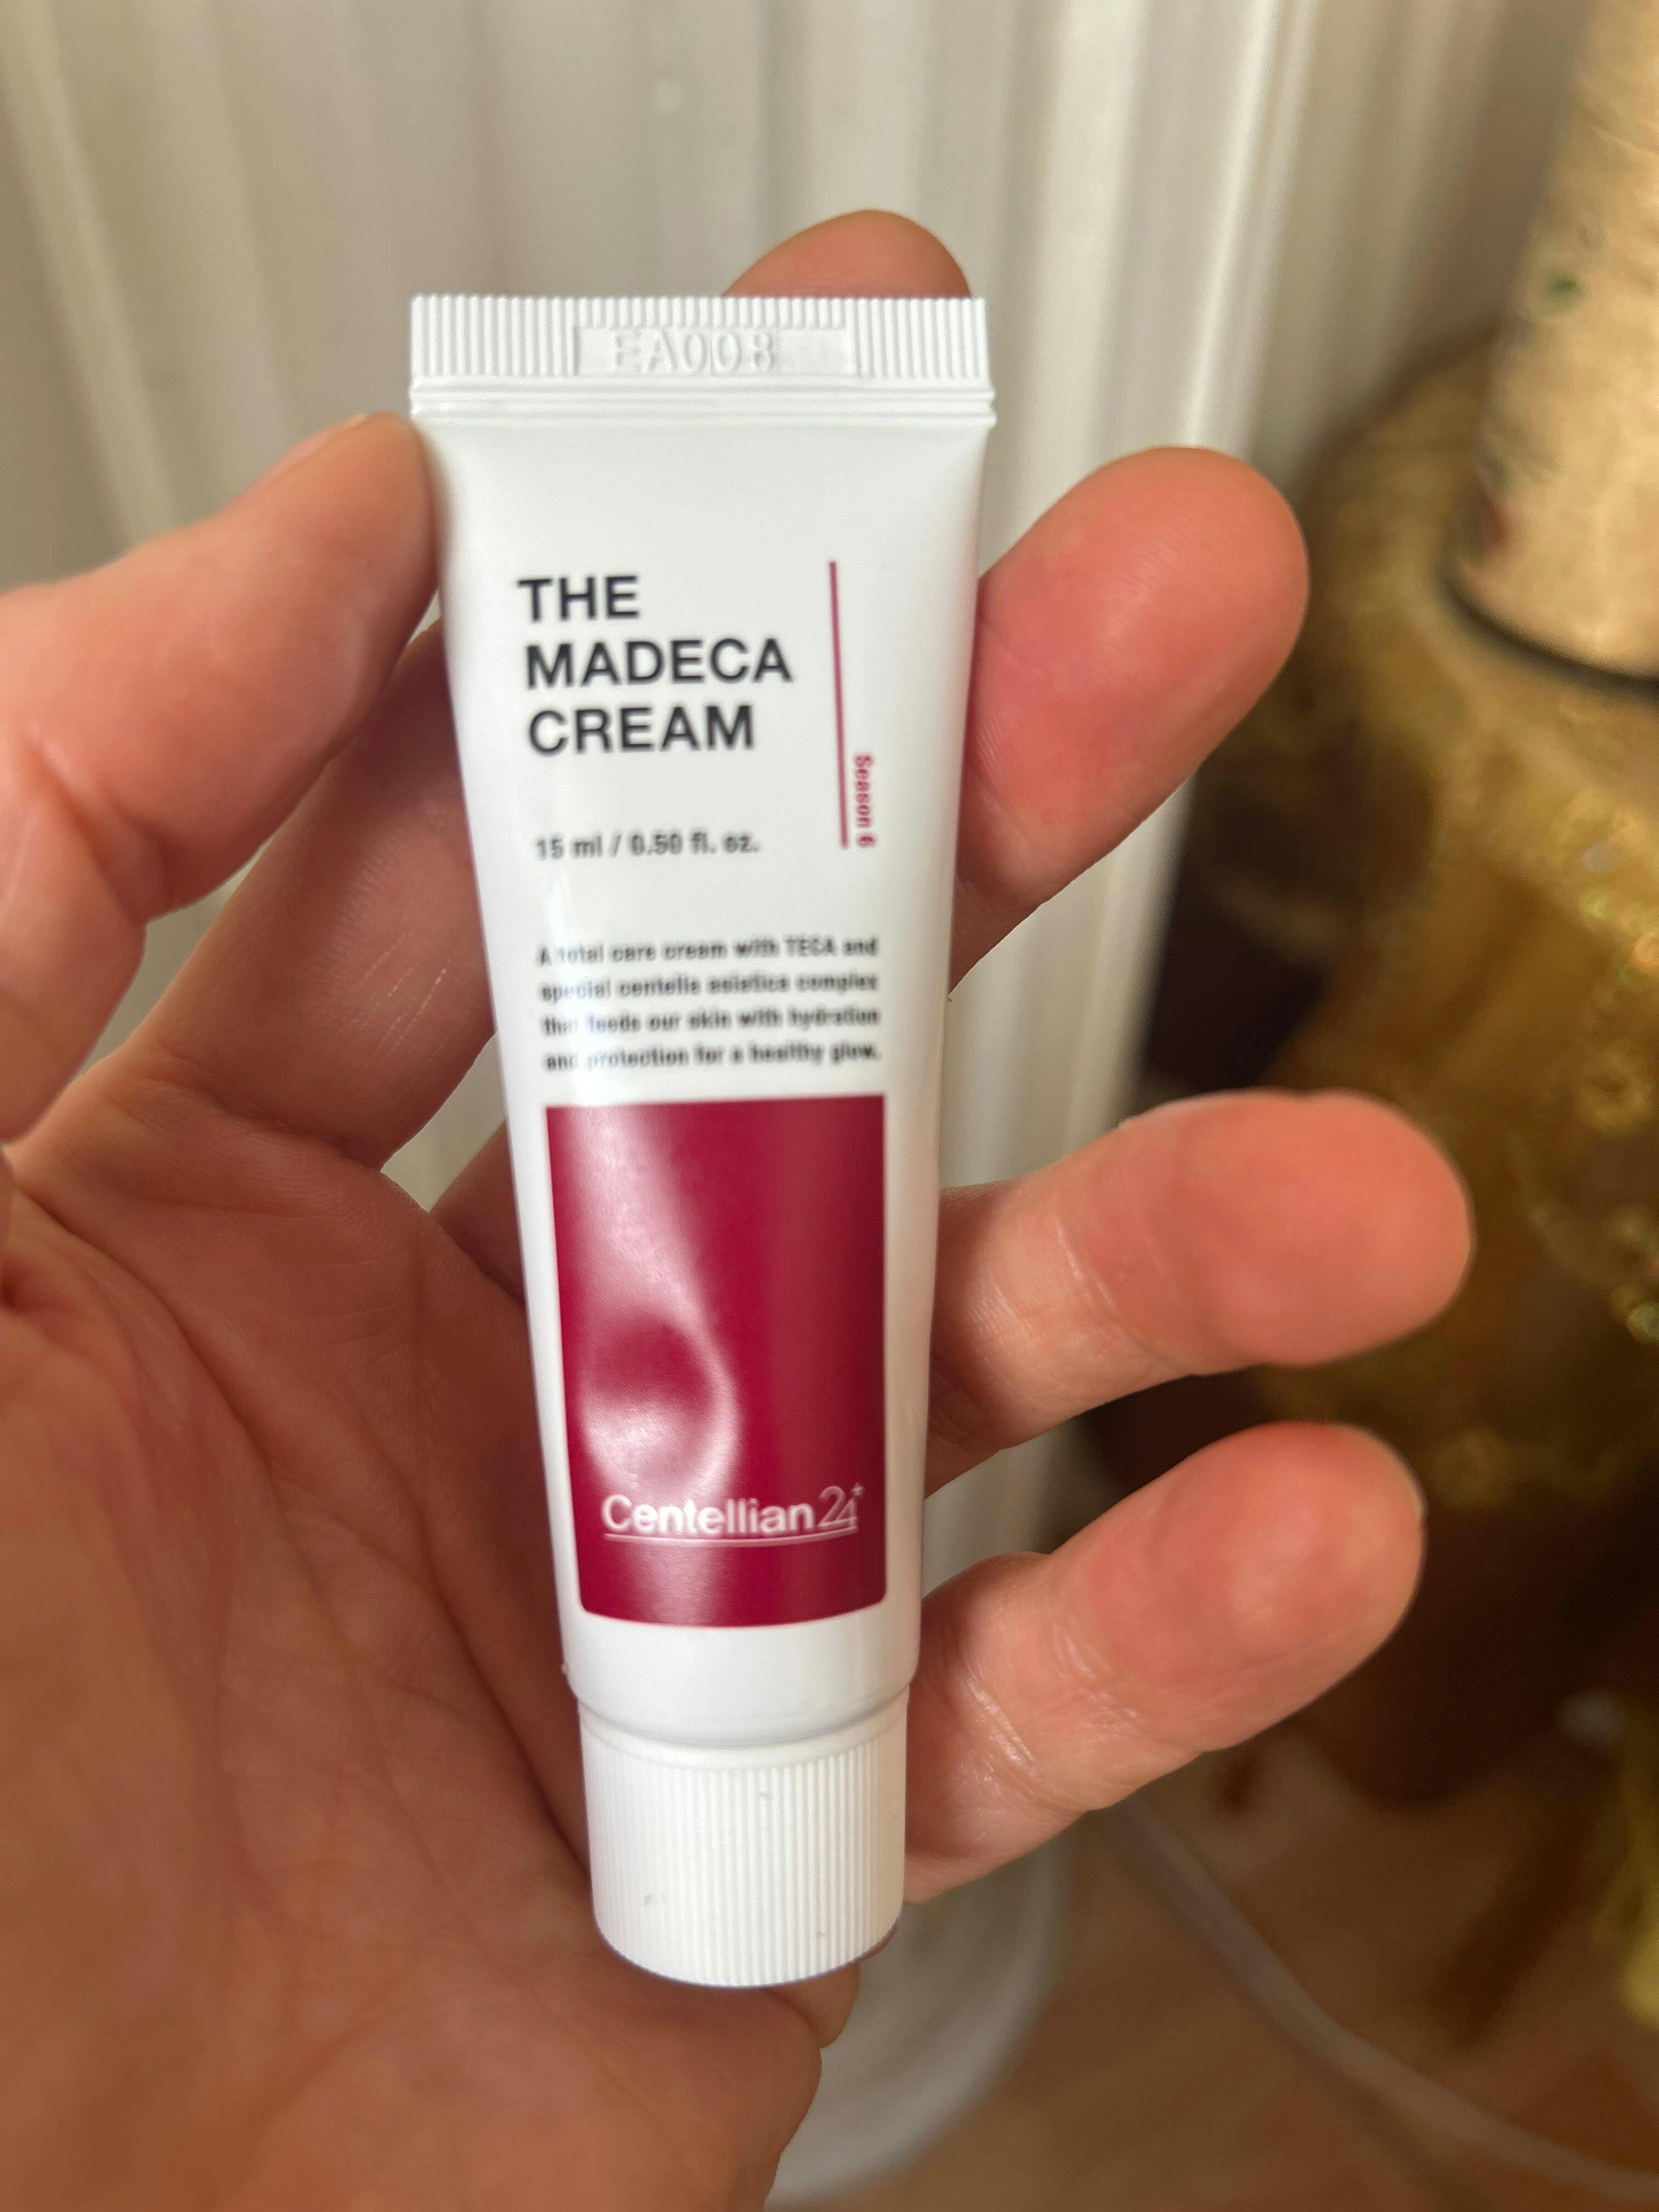 EA008
THE
MADECA
CREAM
Season 6
15 ml / 0.50 fl. oz.
A total care cream with TECA and
special centella asiatica complex
that feeds our skin with hydration
and protection for a healthy glow.
Centellian24+